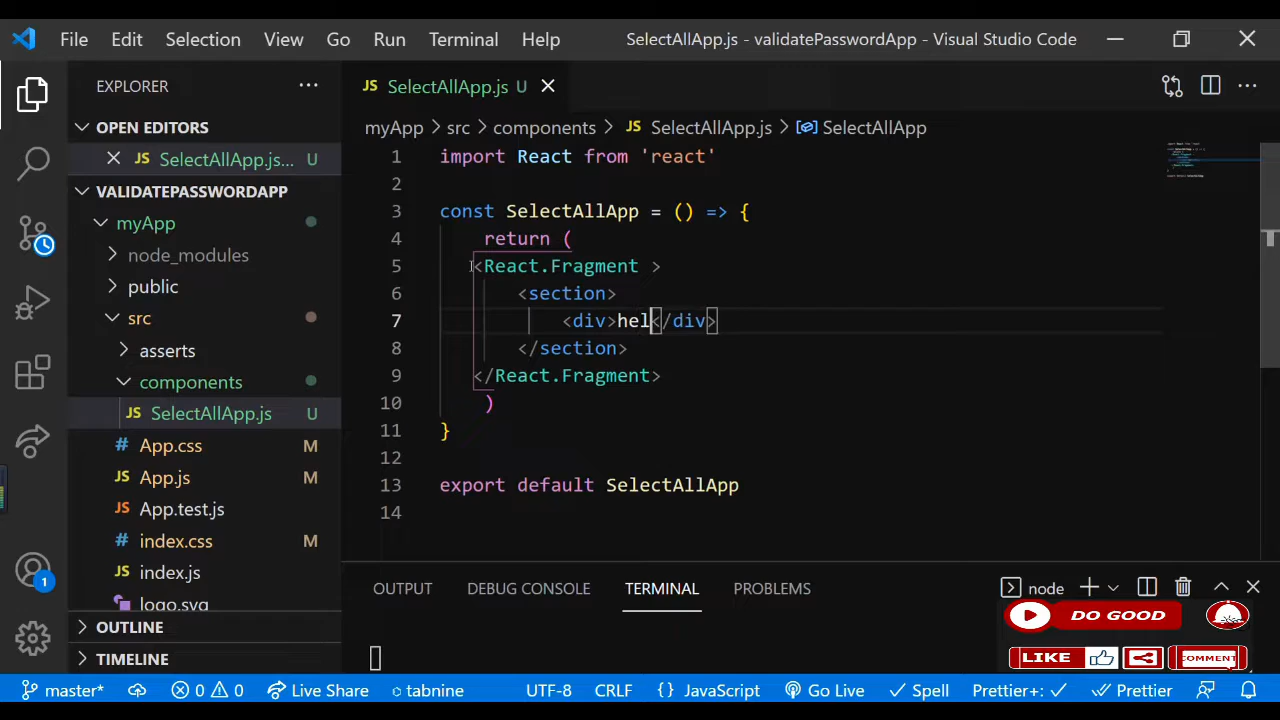 File Edit Selection View Go Run Terminal Help SelectAllApp.js - validatePasswordApp - Visual Studio Code
EXPLORER
OPEN EDITORS
SelectAllApp.js... U
VALIDATEPASSWORDAPP
myApp
node_modules
public
src
asserts
components
JS SelectAllApp.js U
# App.css M
JS App.js M
JS App.test.js
# index.css M
JS index.js
logo.svg
OUTLINE
TIMELINE
1
JS SelectAllApp.js U
myApp > src > components > JS SelectAllApp.js > SelectAllApp
1 import React from 'react'
2
3 const SelectAllApp = () => {
4 return (
5 <React.Fragment >
6 <section>
7 <div>hel</div>
8 </section>
9 </React.Fragment>
10 )
11 }
12
13 export default SelectAllApp
14
OUTPUT DEBUG CONSOLE TERMINAL PROBLEMS
node
DO GOOD
LIKE COMMENT
master* 0 0 Live Share tabnine UTF-8 CRLF {} JavaScript Go Live Spell Prettier+: Prettier